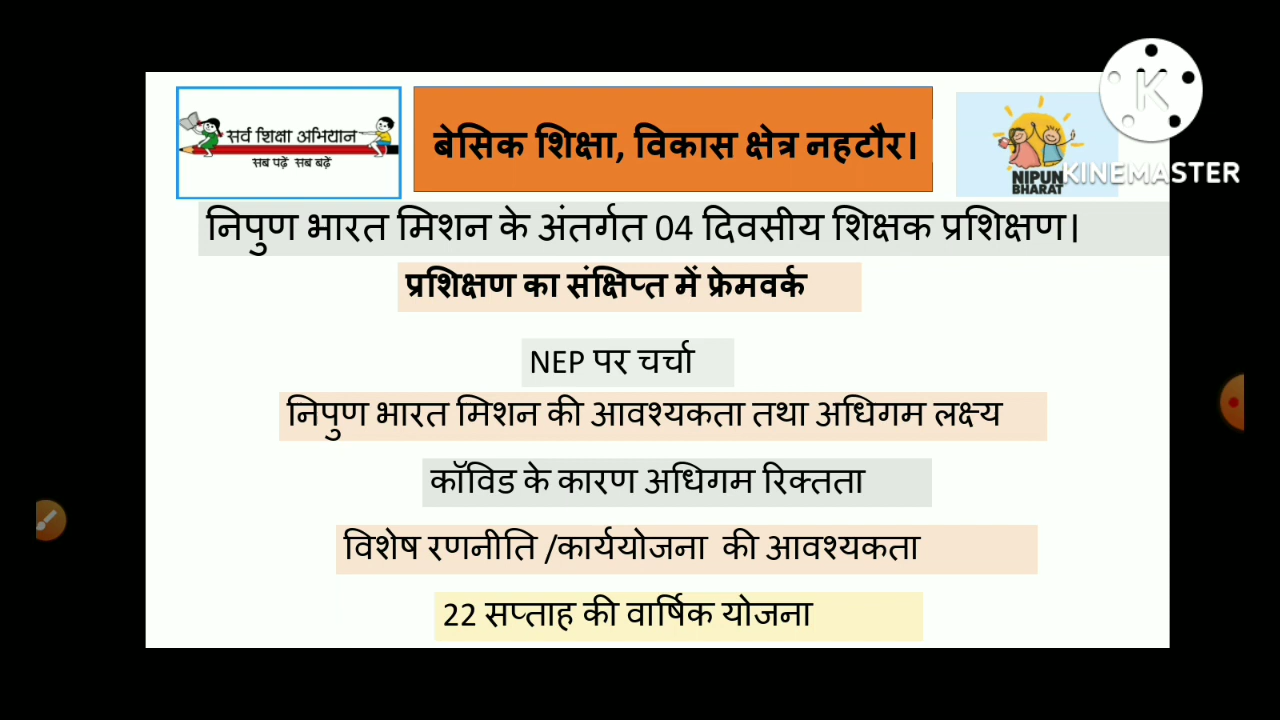 सर्व शिक्षा अभियान
सब पढ़ें सब बढ़ें
बेसिक शिक्षा, विकास क्षेत्र नहटौर।
NIPUN
BHARAT
K
KINEMASTER
निपुण भारत मिशन के अंतर्गत 04 दिवसीय शिक्षक प्रशिक्षण।
प्रशिक्षण का संक्षिप्त में फ्रेमवर्क
NEP पर चर्चा
निपुण भारत मिशन की आवश्यकता तथा अधिगम लक्ष्य
कॉविड के कारण अधिगम रिक्तता
विशेष रणनीति /कार्ययोजना की आवश्यकता
22 सप्ताह की वार्षिक योजना